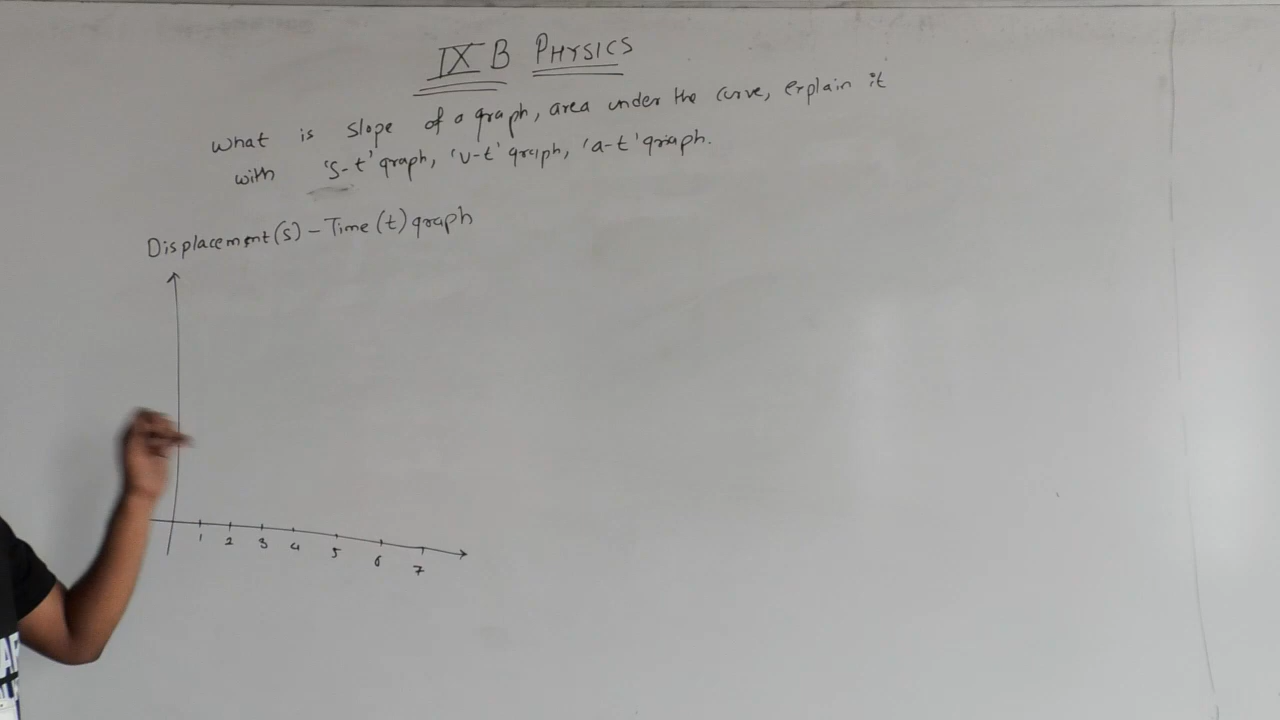 IX B PHYSICS
What is slope of a graph, area under the curve, explain it
with 's-t' graph, 'v-t' graph, 'a-t' graph.
Displacement(s) - Time (t) graph
1 2 3 4 5 6 7